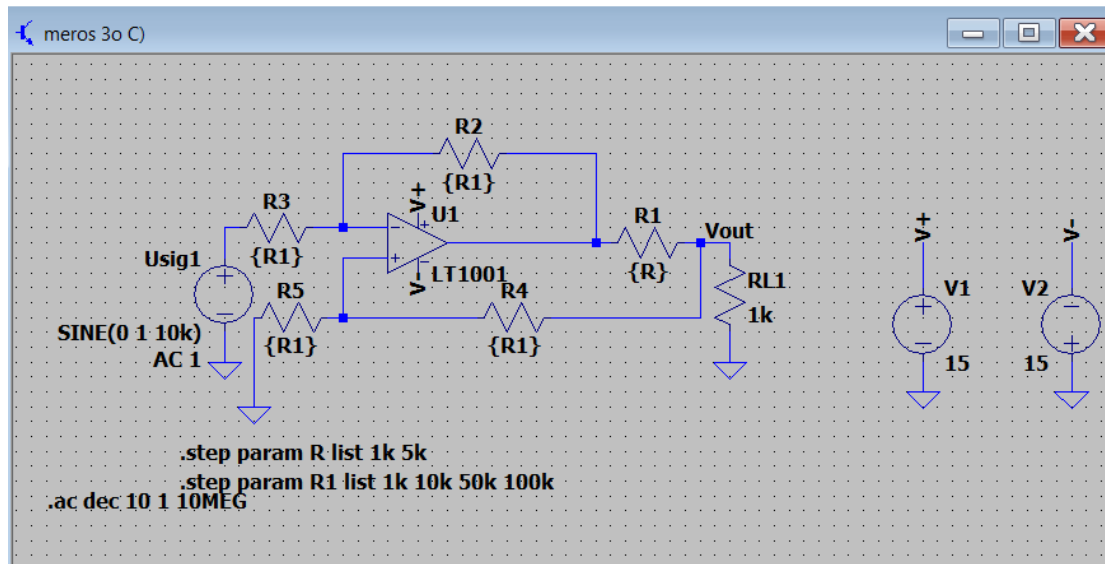 meros 3o C)
R2
{R1}
V+
U1
R3
{R1}
R1
{R}
Vout
V+
V-
Usig1
LT1001
V-
RL1
1k
V1
V2
R5
{R1}
R4
{R1}
SINE(0 1 10k)
AC 1
15
15
.step param R list 1k 5k
.step param R1 list 1k 10k 50k 100k
.ac dec 10 1 10MEG